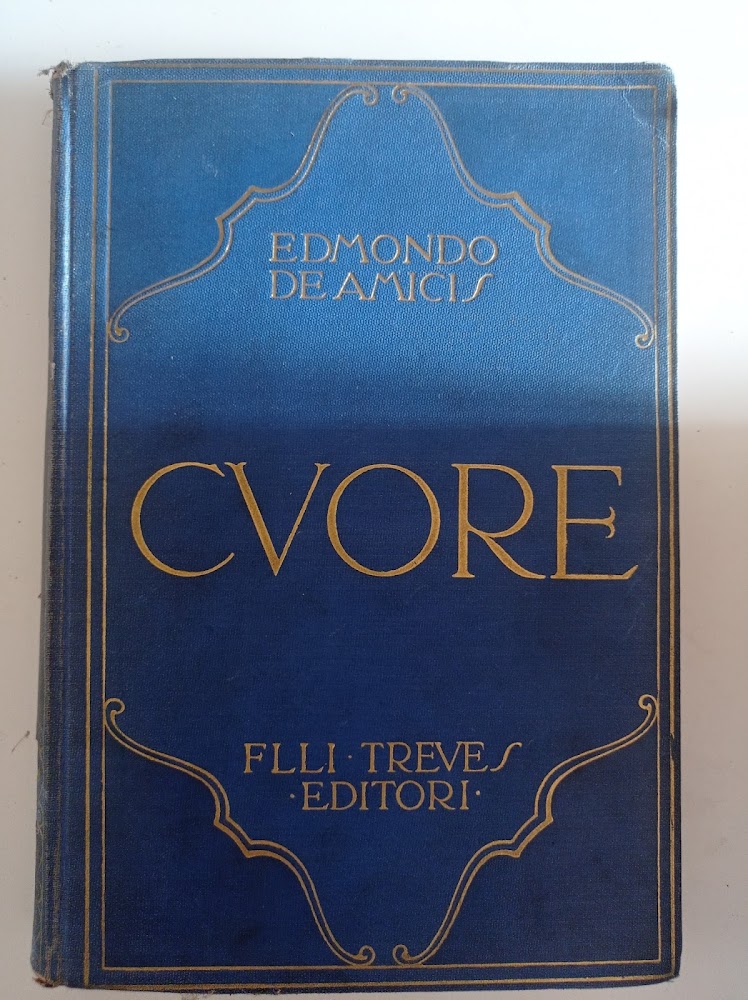 EDMONDO
DE AMICIS
CVORE
FLLI · TREVES
·EDITORI·